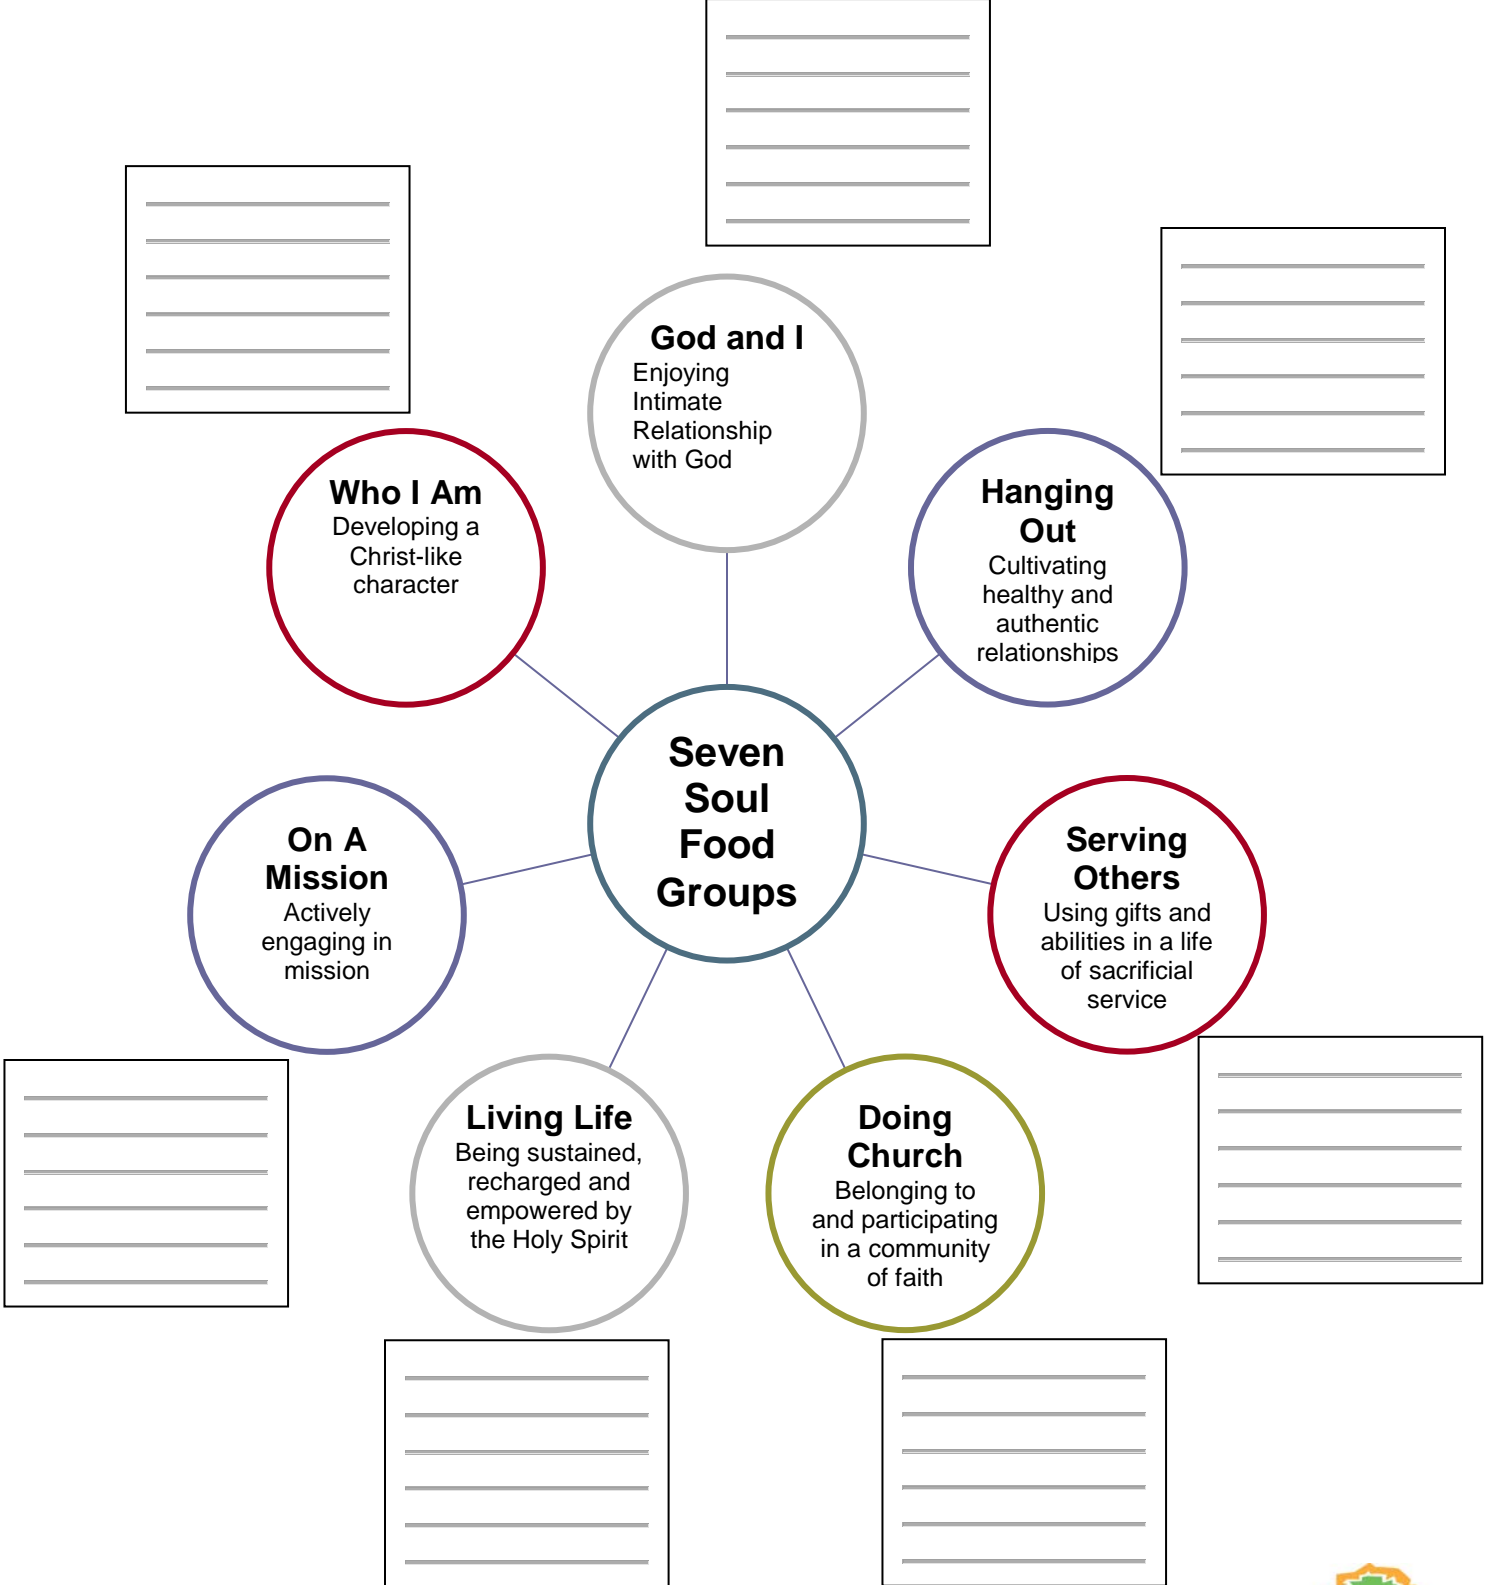 God and I
Enjoying
Intimate
Relationship
with God
Who I Am
Developing a
Christ-like
character
Hanging
Out
Cultivating
healthy and
authentic
relationships
Seven
Soul
Food
Groups
On A
Mission
Actively
engaging in
mission
Serving
Others
Using gifts and
abilities in a life
of sacrificial
service
Living Life
Being sustained,
recharged and
empowered by
the Holy Spirit
Doing
Church
Belonging to
and participating
in a community
of faith